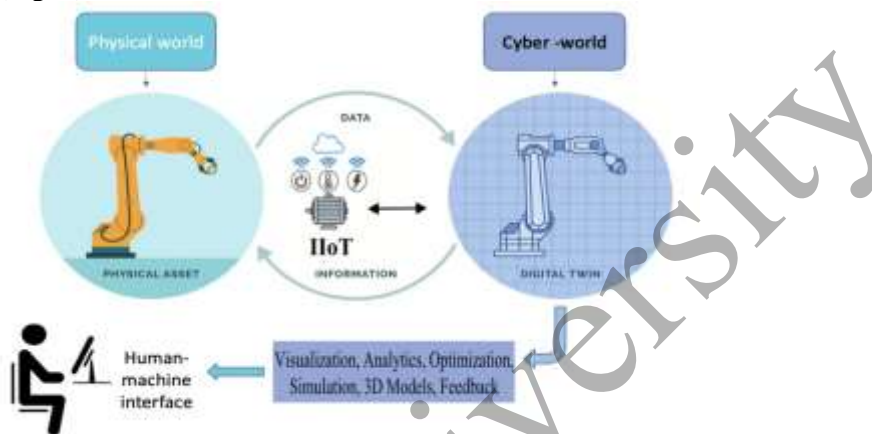 Physical world
Cyber -world
DATA
IIoT
PHYSICAL ASSET
INFORMATION
DIGITAL TWIN
Human-
machine
interface
Visualization, Analytics, Optimization,
Simulation, 3D Models, Feedback
versity